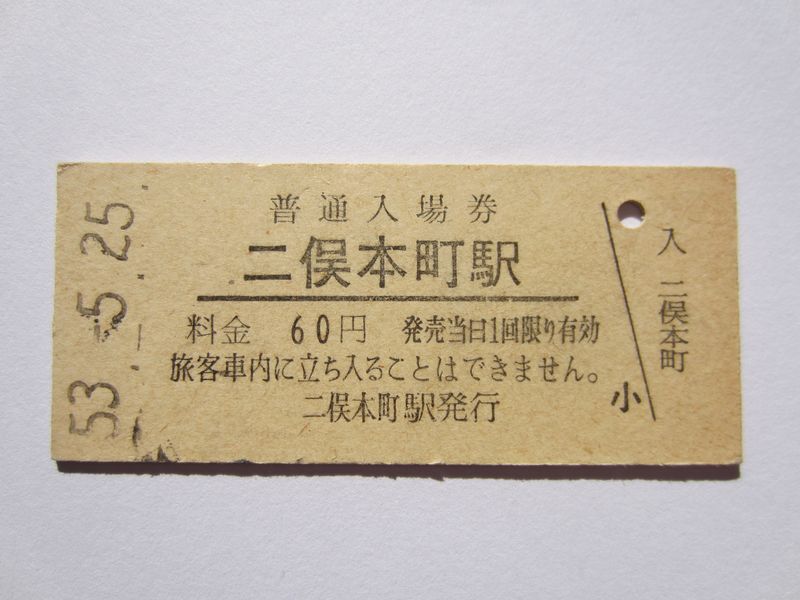 53.-5.25.
普通入場券
二俣本町駅
料金 60円 発売当日1回限り有効
旅客車内に立ち入ることはできません。
二俣本町駅発行
小
入 二俣本町